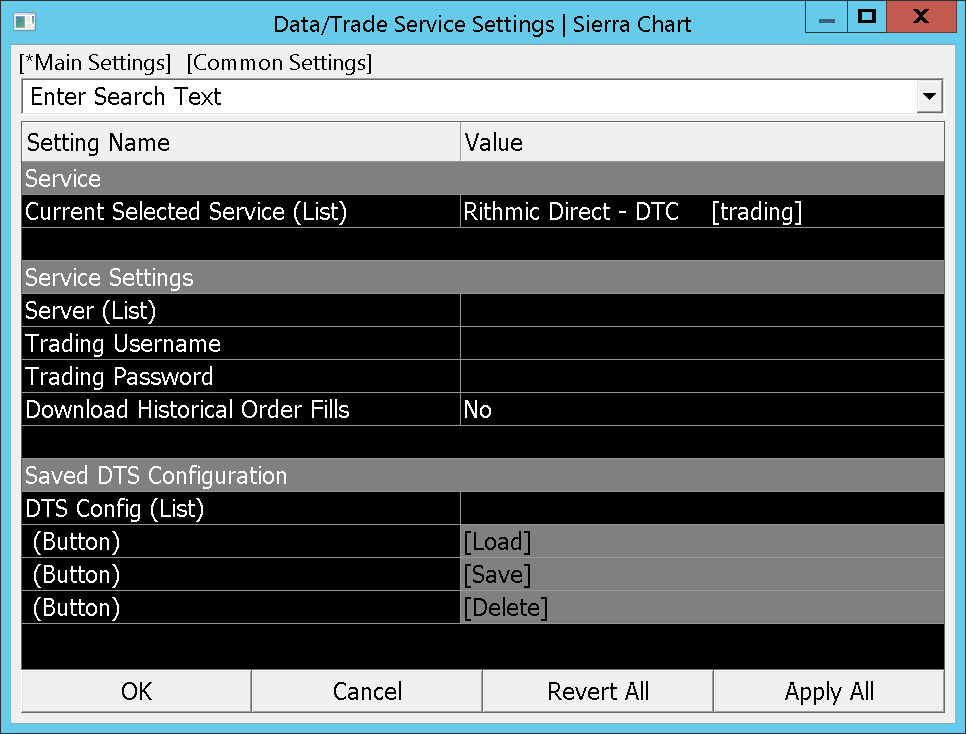 Data/Trade Service Settings | Sierra Chart
[*Main Settings] [Common Settings]
Enter Search Text
Setting Name Value
Service
Current Selected Service (List) Rithmic Direct - DTC [trading]
Service Settings
Server (List)
Trading Username
Trading Password
Download Historical Order Fills No
Saved DTS Configuration
DTS Config (List)
(Button) [Load]
(Button) [Save]
(Button) [Delete]
OK Cancel Revert All Apply All